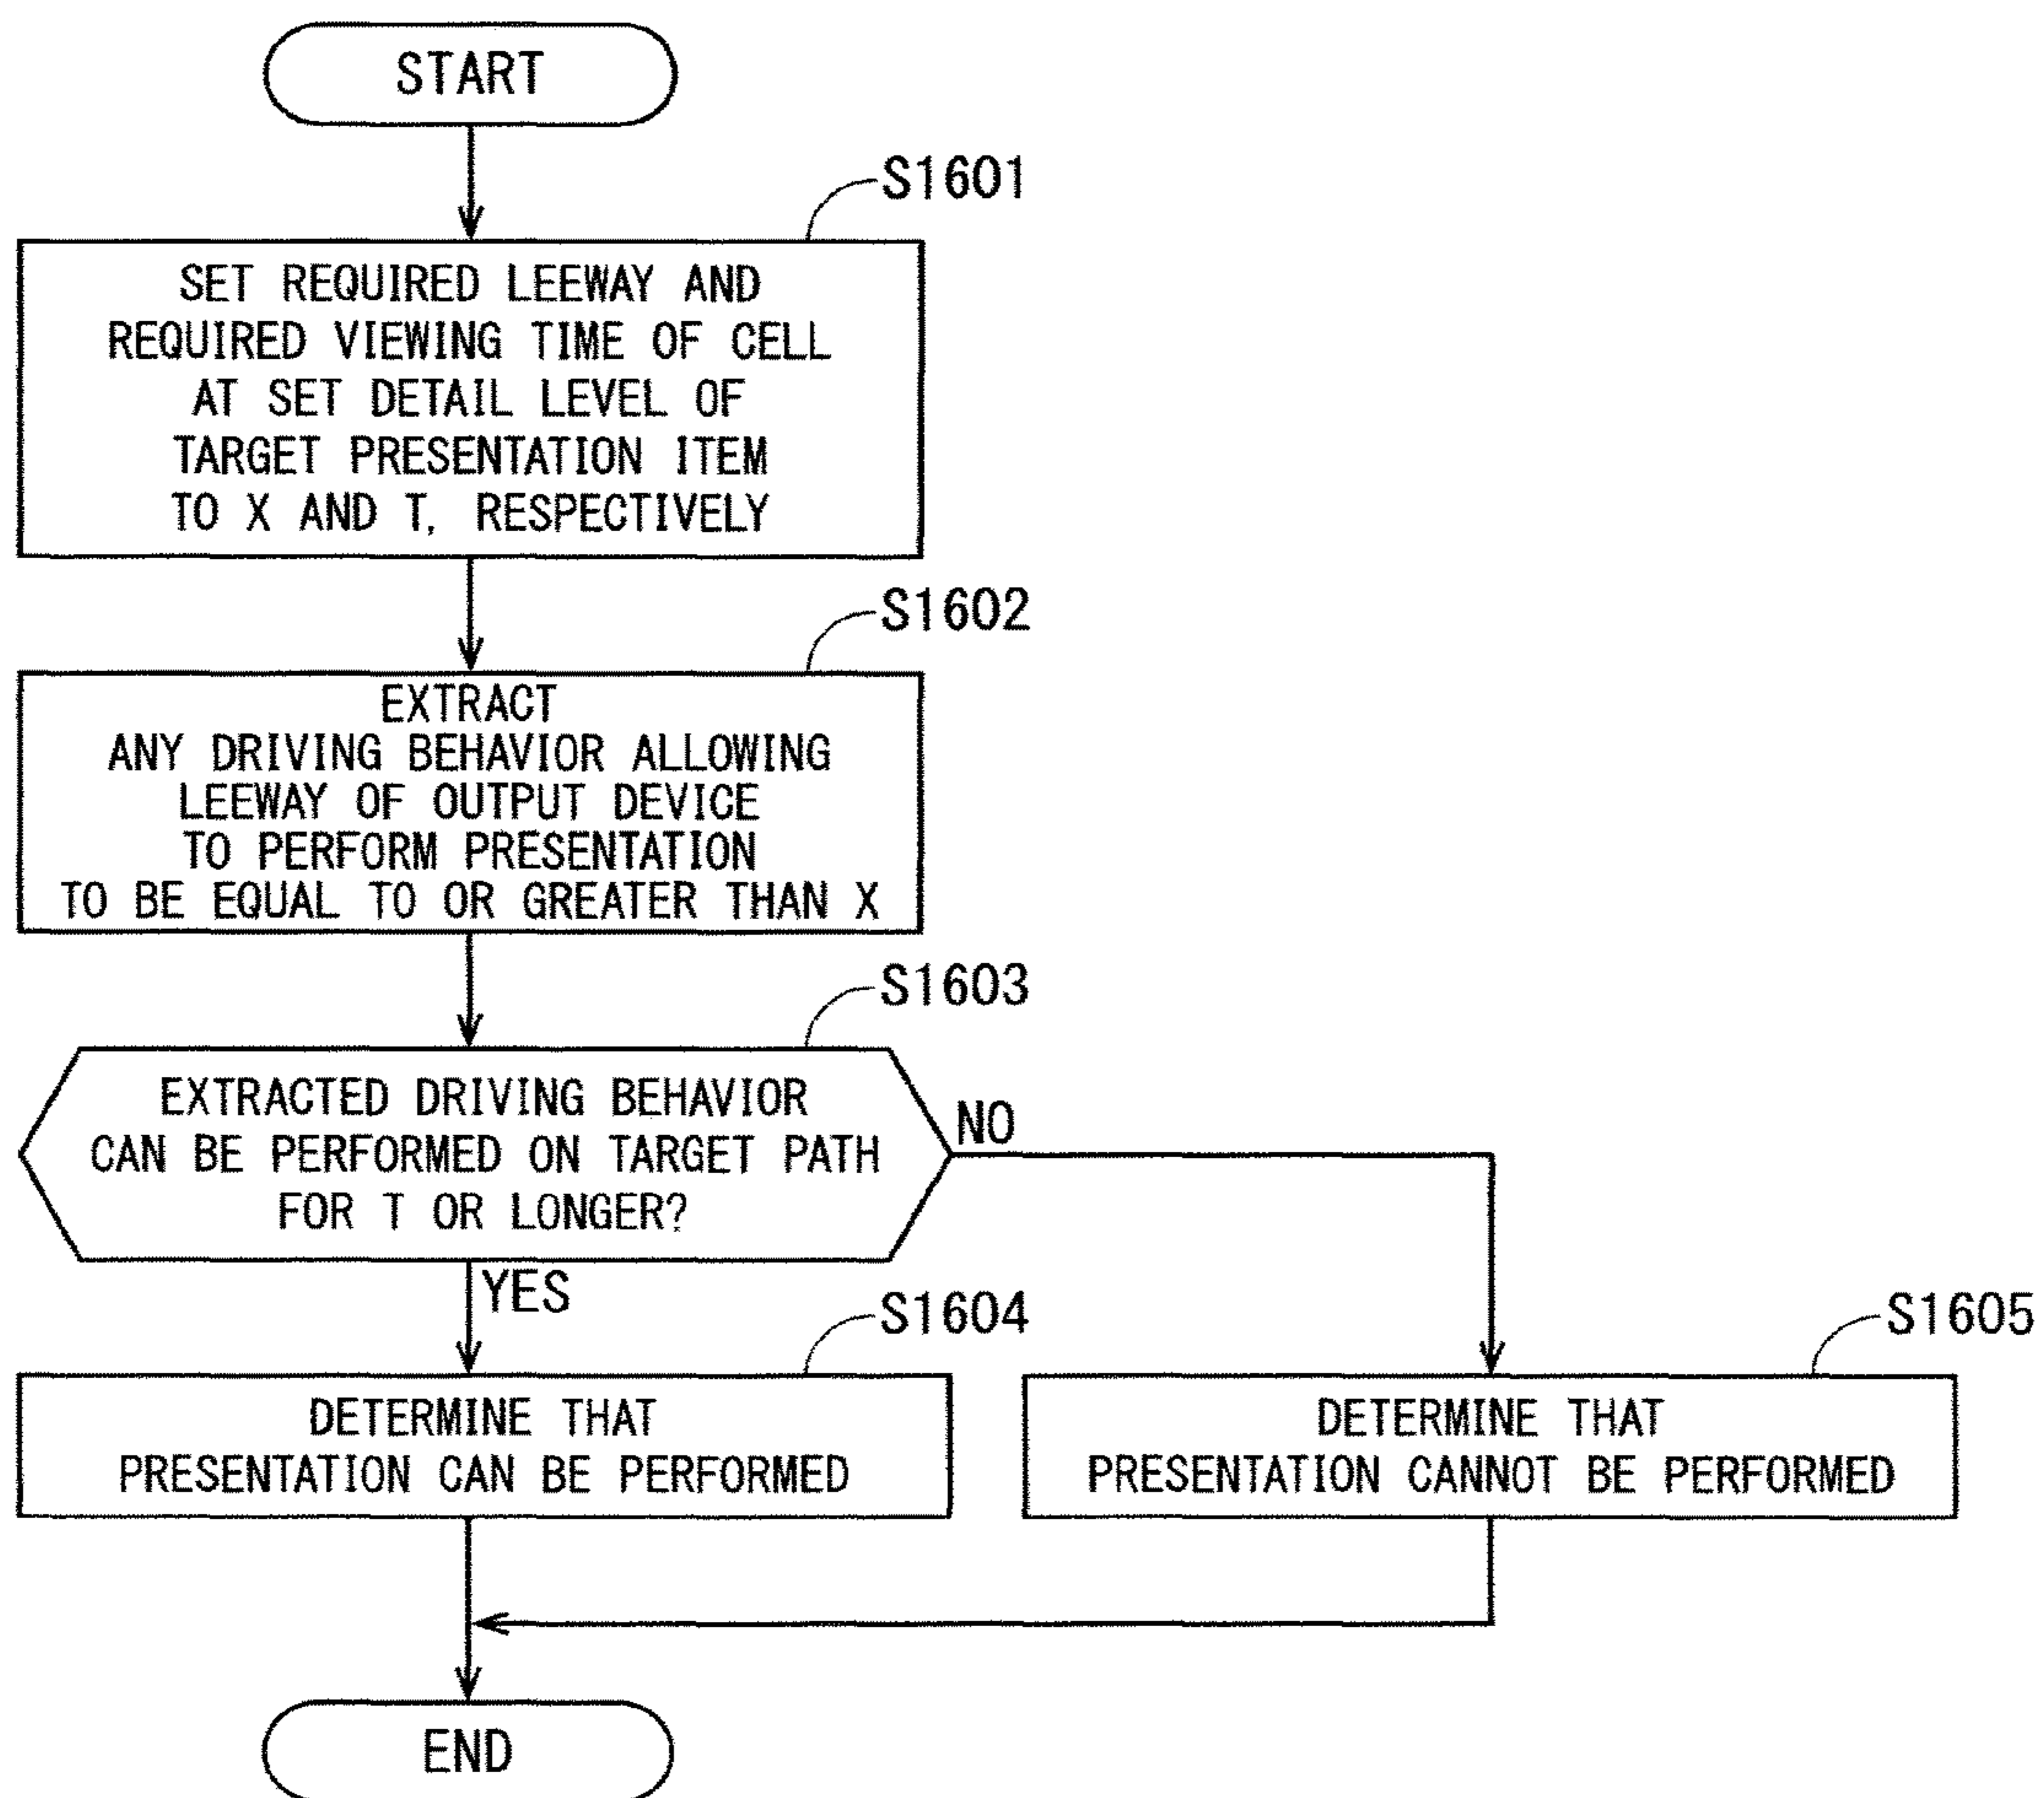 START
S1601
SET REQUIRED LEEWAY AND
REQUIRED VIEWING TIME OF CELL
AT SET DETAIL LEVEL OF
TARGET PRESENTATION ITEM
TO X AND T, RESPECTIVELY
S1602
EXTRACT
ANY DRIVING BEHAVIOR ALLOWING
LEEWAY OF OUTPUT DEVICE
TO PERFORM PRESENTATION
TO BE EQUAL TO OR GREATER THAN X
S1603
EXTRACTED DRIVING BEHAVIOR
CAN BE PERFORMED ON TARGET PATH
FOR T OR LONGER?
NO
YES
S1604
DETERMINE THAT
PRESENTATION CAN BE PERFORMED
S1605
DETERMINE THAT
PRESENTATION CANNOT BE PERFORMED
END